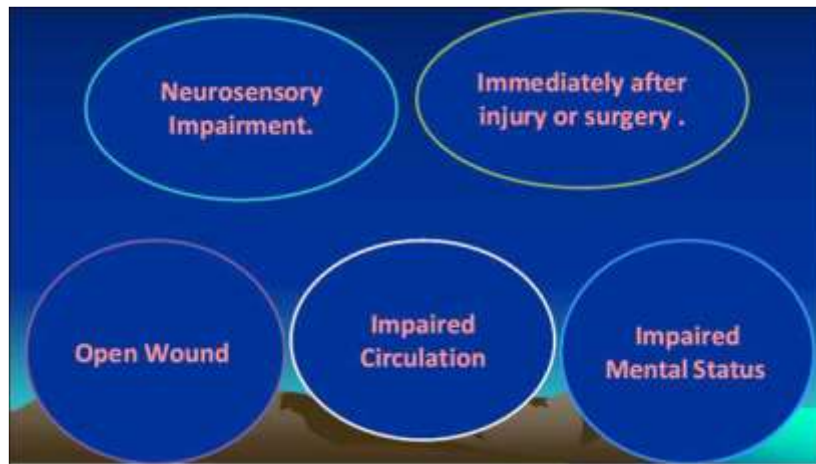 Neurosensory
Impairment.
Immediately after
injury or surgery .
Open Wound
Impaired
Circulation
Impaired
Mental Status